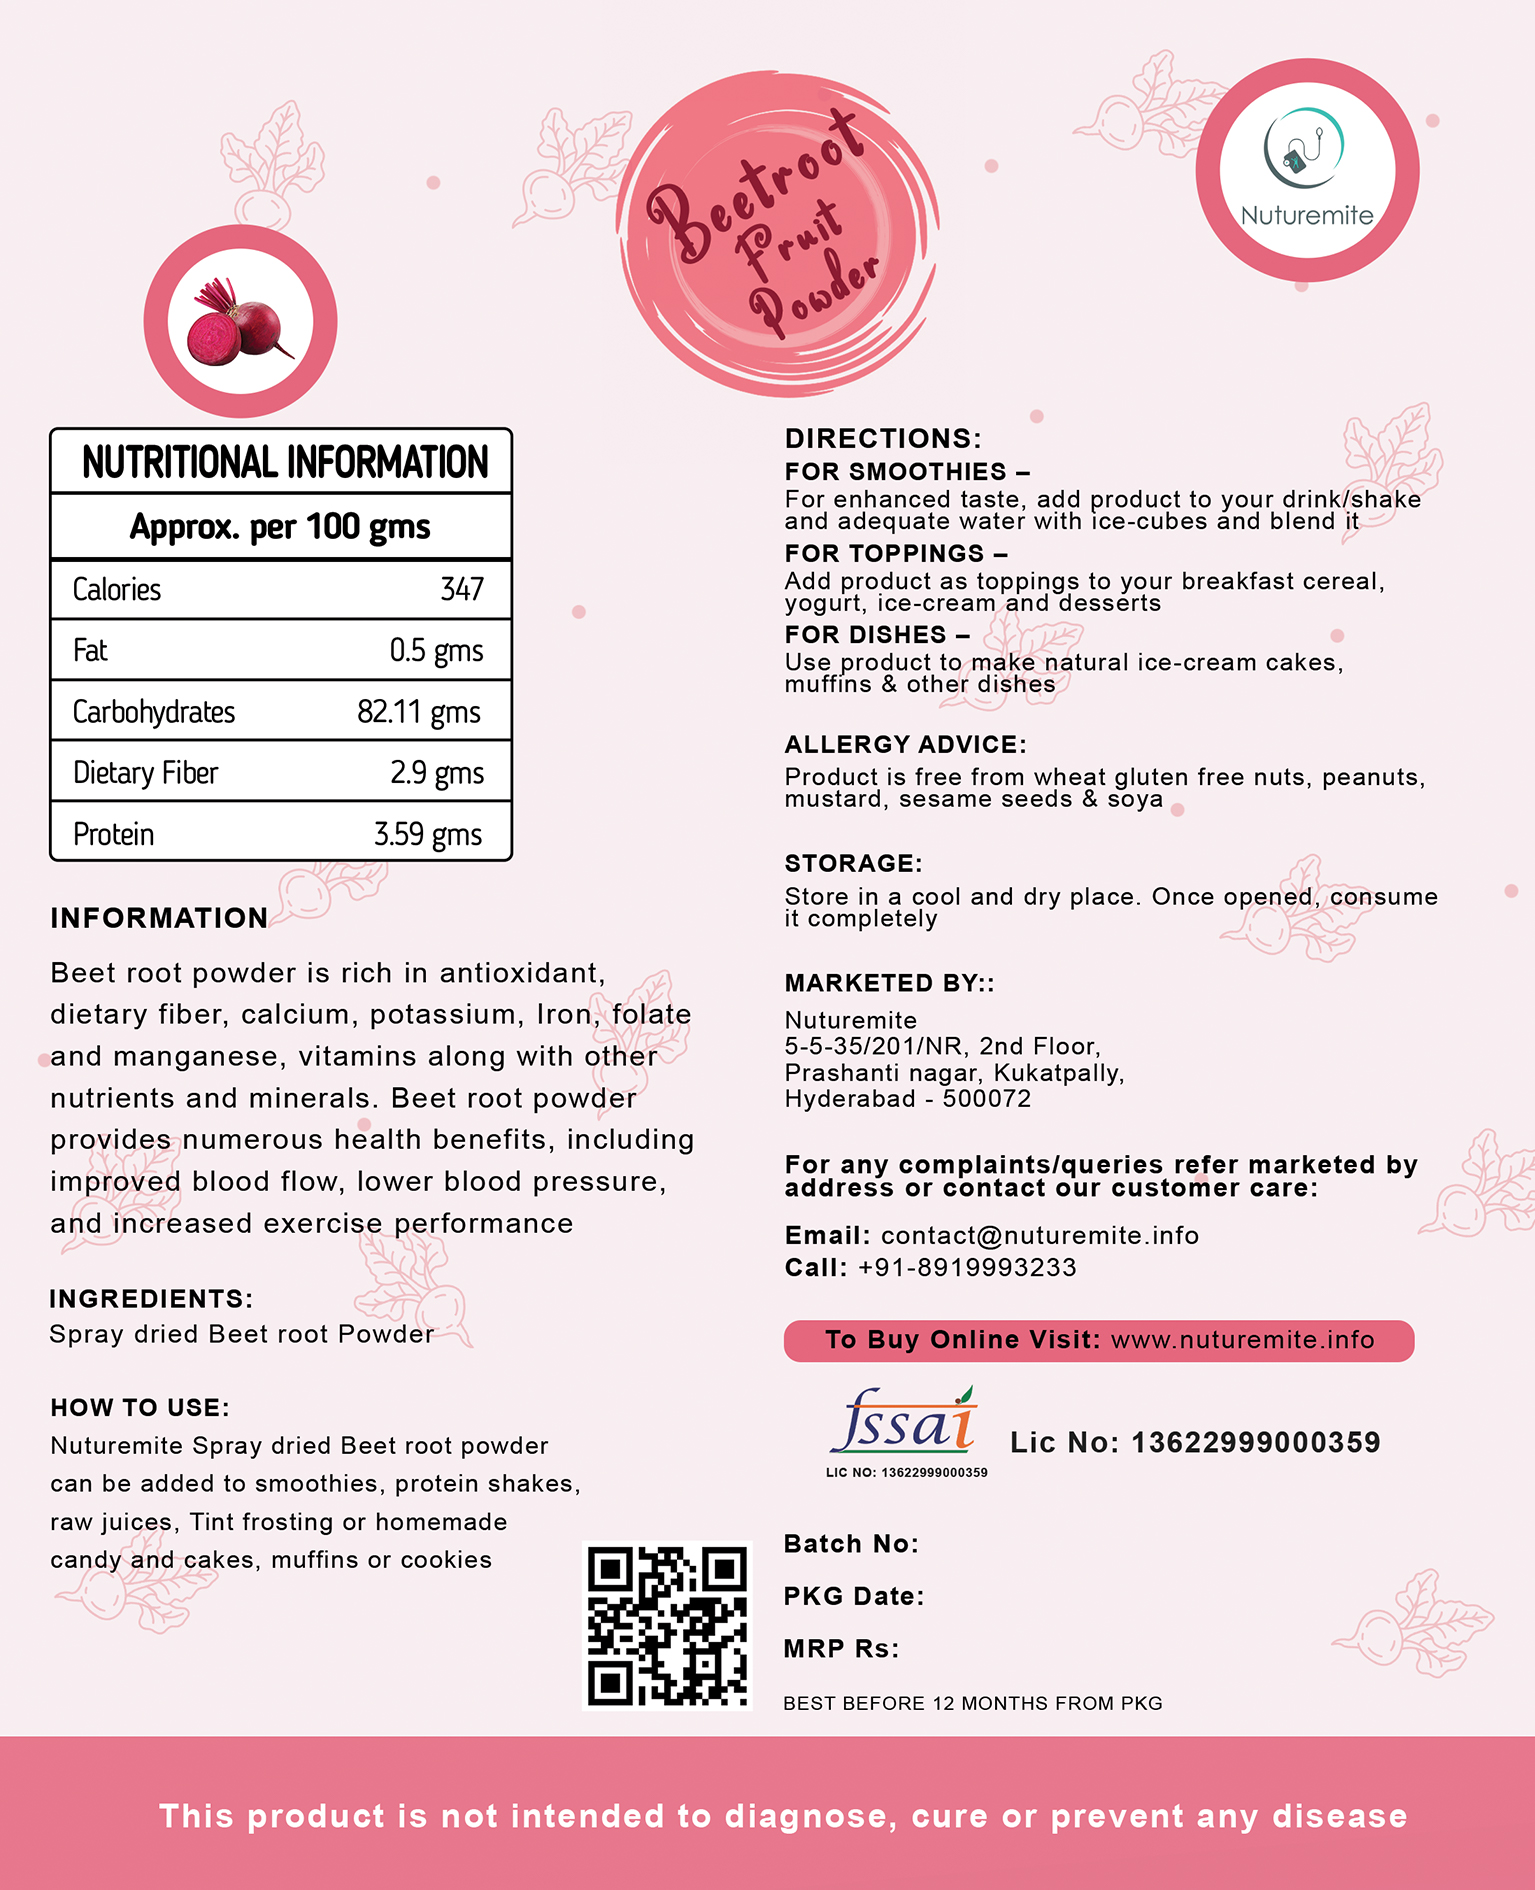 Beetroot
Fruit
Powder
Nuturemite
NUTRITIONAL INFORMATION
Approx. per 100 gms
Calories 347
Fat 0.5 gms
Carbohydrates 82.11 gms
Dietary Fiber 2.9 gms
Protein 3.59 gms
INFORMATION
Beet root powder is rich in antioxidant,
dietary fiber, calcium, potassium, Iron, folate
and manganese, vitamins along with other
nutrients and minerals. Beet root powder
provides numerous health benefits, including
improved blood flow, lower blood pressure,
and increased exercise performance
INGREDIENTS:
Spray dried Beet root Powder
HOW TO USE:
Nuturemite Spray dried Beet root powder
can be added to smoothies, protein shakes,
raw juices, Tint frosting or homemade
candy and cakes, muffins or cookies
DIRECTIONS:
FOR SMOOTHIES –
For enhanced taste, add product to your drink/shake
and adequate water with ice-cubes and blend it
FOR TOPPINGS –
Add product as toppings to your breakfast cereal,
yogurt, ice-cream and desserts
FOR DISHES –
Use product to make natural ice-cream cakes,
muffins & other dishes
ALLERGY ADVICE:
Product is free from wheat gluten free nuts, peanuts,
mustard, sesame seeds & soya
STORAGE:
Store in a cool and dry place. Once opened, consume
it completely
MARKETED BY::
Nuturemite
5-5-35/201/NR, 2nd Floor,
Prashanti nagar, Kukatpally,
Hyderabad - 500072
For any complaints/queries refer marketed by
address or contact our customer care:
Email: contact@nuturemite.info
Call: +91-8919993233
To Buy Online Visit: www.nuturemite.info
fssai
LIC NO: 13622999000359
Lic No: 13622999000359
Batch No:
PKG Date:
MRP Rs:
BEST BEFORE 12 MONTHS FROM PKG
This product is not intended to diagnose, cure or prevent any disease